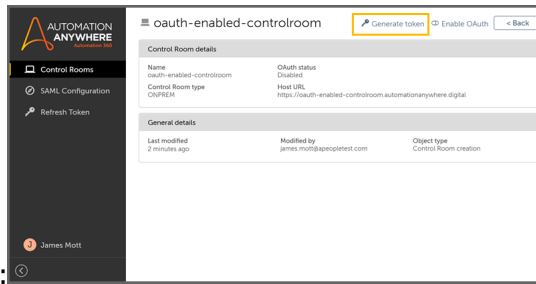 AUTOMATION
ANYWHERE
Automation 360
Control Rooms
SAML Configuration
Refresh Token
J James Mott
oauth-enabled-controlroom
Generate token
Enable OAuth
< Back
Control Room details
Name
oauth-enabled-controlroom
OAuth status
Disabled
Control Room type
ONPREM
Host URL
https://oauth-enabled-controlroom.automationanywhere.digital
General details
Last modified
2 minutes ago
Modified by
james.mott@apeopletest.com
Object type
Control Room creation